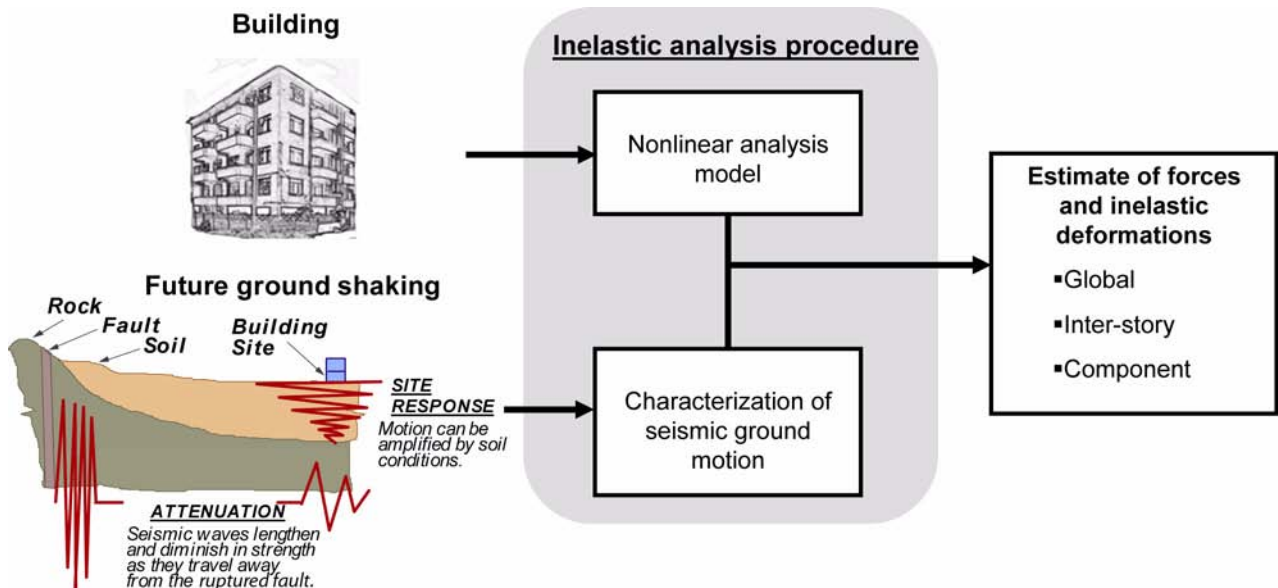 Building
Inelastic analysis procedure
Nonlinear analysis
model
Estimate of forces
and inelastic
deformations
▪Global
▪Inter-story
▪Component
Future ground shaking
Rock
Fault
Soil
Building
Site
SITE
RESPONSE
Motion can be
amplified by soil
conditions.
Characterization of
seismic ground
motion
ATTENUATION
Seismic waves lengthen
and diminish in strength
as they travel away
from the ruptured fault.